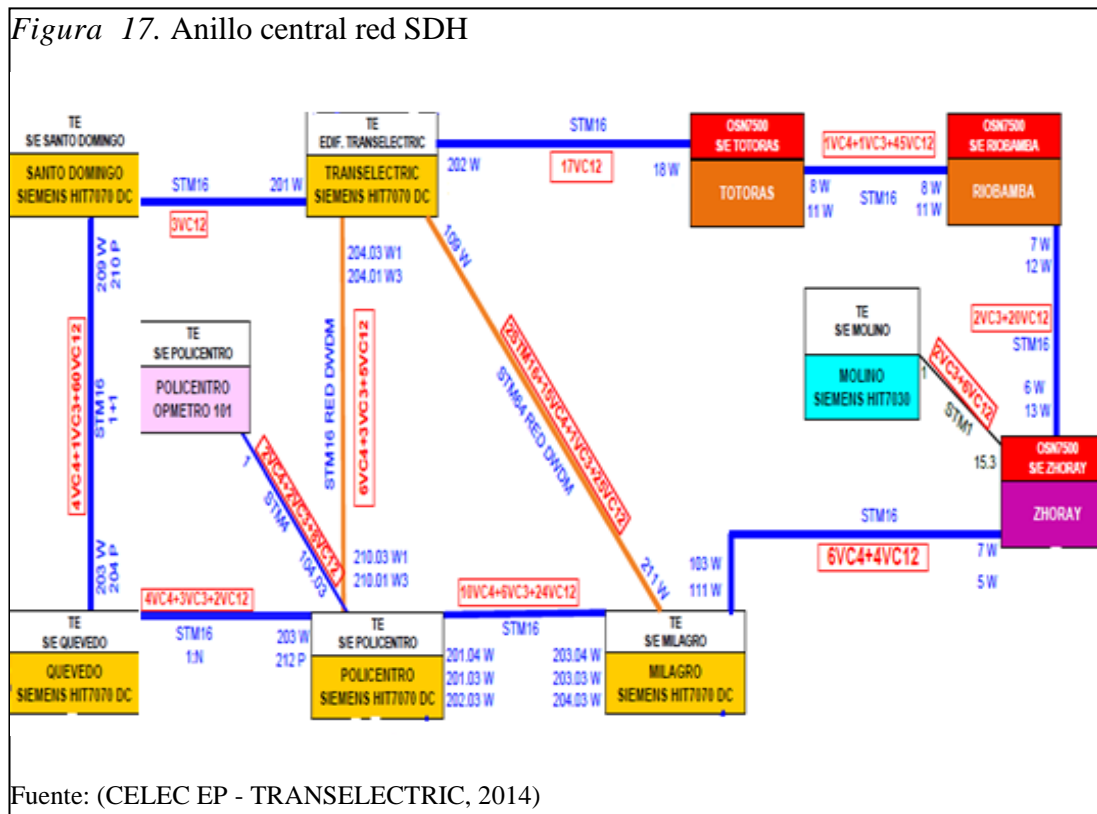 Figura 17. Anillo central red SDH
TE
S/E SANTO DOMINGO
SANTO DOMINGO
SIEMENS HIT7070 DC
STM16
201 W
3VC12
TE
EDIF. TRANSELECTRIC
TRANSELECTRIC
SIEMENS HIT7070 DC
202 W
STM16
17VC12
18 W
OSN7500
S/E TOTORAS
TOTORAS
1VC4+1VC3+45VC12
8 W
11 W
STM16
8 W
11 W
OSN7500
S/E RIOBAMBA
RIOBAMBA
7 W
12 W
2VC3+20VC12
STM16
6 W
13 W
209 W
210 P
4VC4+1VC3+60VC12
STM16
1+1
203 W
204 P
TE
S/E POLICENTRO
POLICENTRO
OPMETRO 101
1
2VC4+2VC3+8VC12
STM4
104.03
204.03 W1
204.01 W3
STM16 RED DWDM
6VC4+3VC3+5VC12
210.03 W1
210.01 W3
109 W
STM64 RED DWDM
211 W
TE
S/E MOLINO
MOLINO
SIEMENS HIT7030
1
2VC3+6VC12
STM1
15.3
OSN7500
S/E ZHORAY
ZHORAY
STM16
6VC4+4VC12
7 W
5 W
103 W
111 W
TE
S/E QUEVEDO
QUEVEDO
SIEMENS HIT7070 DC
4VC4+3VC3+2VC12
STM16
1:N
203 W
212 P
TE
S/E POLICENTRO
POLICENTRO
SIEMENS HIT7070 DC
10VC4+6VC3+24VC12
STM16
201.04 W
201.03 W
202.03 W
203.04 W
203.03 W
204.03 W
TE
S/E MILAGRO
MILAGRO
SIEMENS HIT7070 DC
Fuente: (CELEC EP - TRANSELECTRIC, 2014)